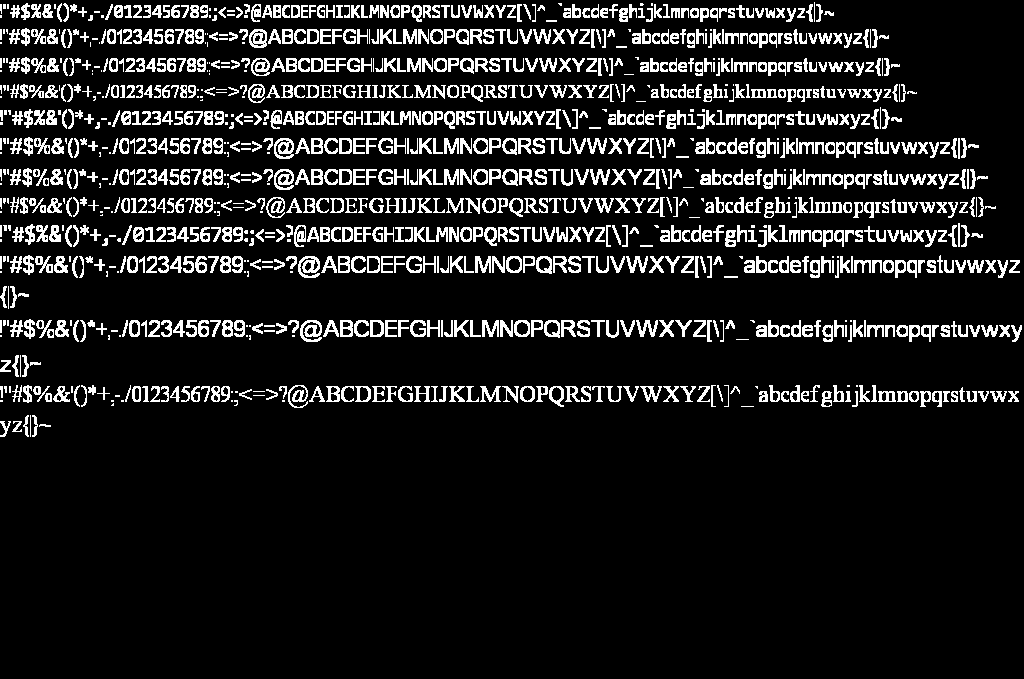 !"#$%&'()*+,-./0123456789:;<=>?@ABCDEFGHIJKLMNOPQRSTUVWXYZ[\]^_`abcdefghijklmnopqrstuvwxyz{|}~
!"#$%&'()*+,-./0123456789:;<=>?@ABCDEFGHIJKLMNOPQRSTUVWXYZ[\]^_`abcdefghijklmnopqrstuvwxyz{|}~
!"#$%&'()*+,-./0123456789:;<=>?@ABCDEFGHIJKLMNOPQRSTUVWXYZ[\]^_`abcdefghijklmnopqrstuvwxyz{|}~
!"#$%&'()*+,-./0123456789:;<=>?@ABCDEFGHIJKLMNOPQRSTUVWXYZ[\]^_`abcdefghijklmnopqrstuvwxyz{|}~
!"#$%&'()*+,-./0123456789:;<=>?@ABCDEFGHIJKLMNOPQRSTUVWXYZ[\]^_`abcdefghijklmnopqrstuvwxyz{|}~
!"#$%&'()*+,-./0123456789:;<=>?@ABCDEFGHIJKLMNOPQRSTUVWXYZ[\]^_`abcdefghijklmnopqrstuvwxyz{|}~
!"#$%&'()*+,-./0123456789:;<=>?@ABCDEFGHIJKLMNOPQRSTUVWXYZ[\]^_`abcdefghijklmnopqrstuvwxyz{|}~
!"#$%&'()*+,-./0123456789:;<=>?@ABCDEFGHIJKLMNOPQRSTUVWXYZ[\]^_`abcdefghijklmnopqrstuvwxyz{|}~
!"#$%&'()*+,-./0123456789:;<=>?@ABCDEFGHIJKLMNOPQRSTUVWXYZ[\]^_`abcdefghijklmnopqrstuvwxyz{|}~
!"#$%&'()*+,-./0123456789:;<=>?@ABCDEFGHIJKLMNOPQRSTUVWXYZ[\]^_`abcdefghijklmnopqrstuvwxyz
{|}~
!"#$%&'()*+,-./0123456789:;<=>?@ABCDEFGHIJKLMNOPQRSTUVWXYZ[\]^_`abcdefghijklmnopqrstuvwxy
z{|}~
!"#$%&'()*+,-./0123456789:;<=>?@ABCDEFGHIJKLMNOPQRSTUVWXYZ[\]^_`abcdefghijklmnopqrstuvwx
yz{|}~